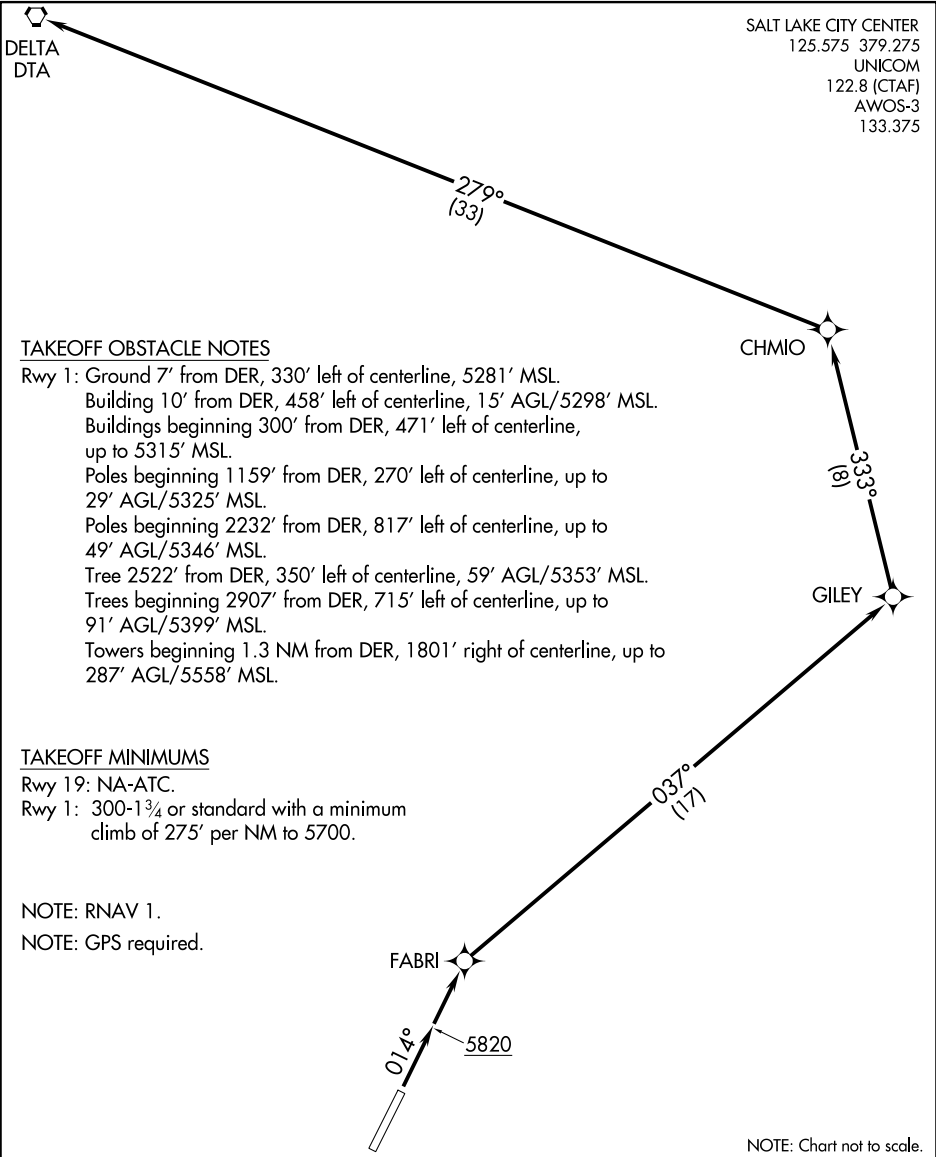 DELTA
DTA
SALT LAKE CITY CENTER
125.575 379.275
UNICOM
122.8 (CTAF)
AWOS-3
133.375
279°
(33)
CHMIO
TAKEOFF OBSTACLE NOTES
Rwy 1: Ground 7′ from DER, 330′ left of centerline, 5281′ MSL.
Building 10′ from DER, 458′ left of centerline, 15′ AGL/5298′ MSL.
Buildings beginning 300′ from DER, 471′ left of centerline,
up to 5315′ MSL.
Poles beginning 1159′ from DER, 270′ left of centerline, up to
29′ AGL/5325′ MSL.
Poles beginning 2232′ from DER, 817′ left of centerline, up to
49′ AGL/5346′ MSL.
Tree 2522′ from DER, 350′ left of centerline, 59′ AGL/5353′ MSL.
Trees beginning 2907′ from DER, 715′ left of centerline, up to
91′ AGL/5399′ MSL.
Towers beginning 1.3 NM from DER, 1801′ right of centerline, up to
287′ AGL/5558′ MSL.
333°
(8)
GILEY
TAKEOFF MINIMUMS
Rwy 19: NA-ATC.
Rwy 1: 300-1¾ or standard with a minimum
climb of 275′ per NM to 5700.
037°
(17)
NOTE: RNAV 1.
NOTE: GPS required.
FABRI
014°
5820
NOTE: Chart not to scale.